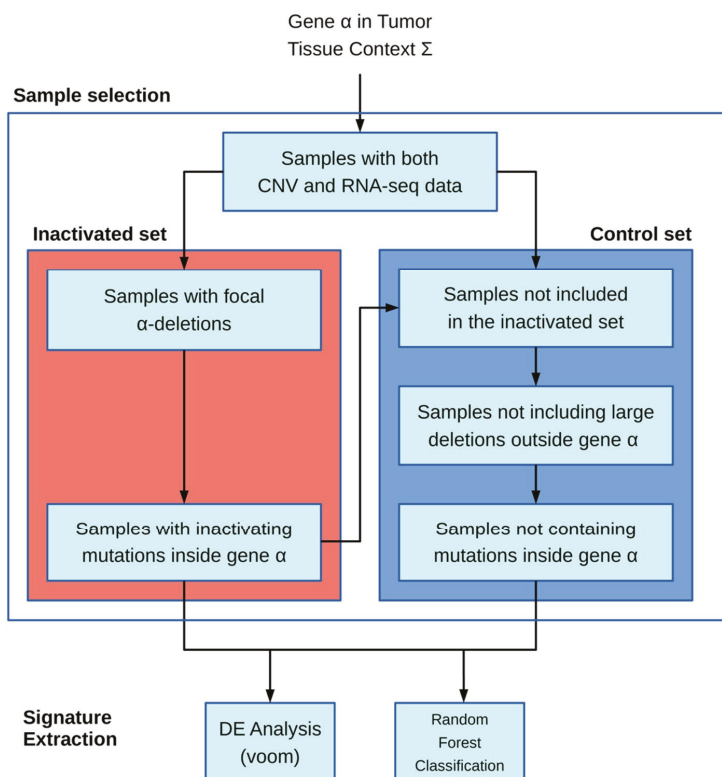 Gene α in Tumor
Tissue Context Σ
Sample selection
Samples with both
CNV and RNA-seq data
Inactivated set
Control set
Samples with focal
α-deletions
Samples not included
in the inactivated set
Samples not including large
deletions outside gene α
Samples with inactivating
mutations inside gene α
Samples not containing
mutations inside gene α
Signature
Extraction
DE Analysis
(voom)
Random
Forest
Classification